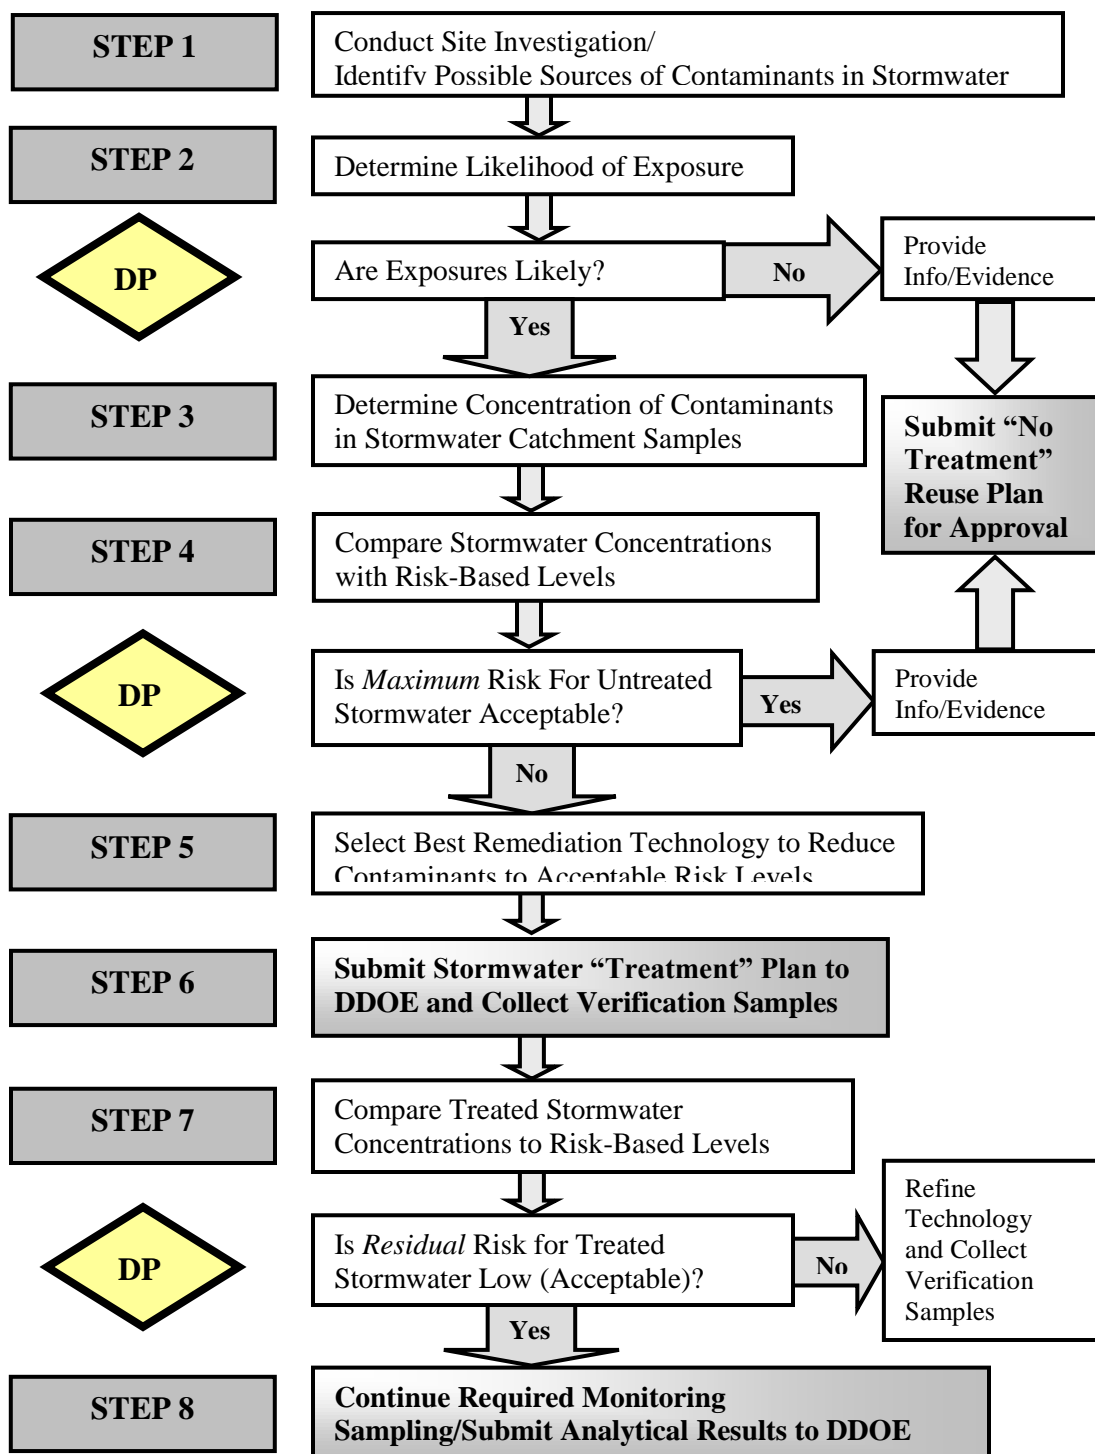 STEP 1
Conduct Site Investigation/
Identify Possible Sources of Contaminants in Stormwater
STEP 2
Determine Likelihood of Exposure
DP
Are Exposures Likely?
No
Provide
Info/Evidence
Yes
STEP 3
Determine Concentration of Contaminants
in Stormwater Catchment Samples
Submit “No
Treatment”
Reuse Plan
for Approval
STEP 4
Compare Stormwater Concentrations
with Risk-Based Levels
DP
Is Maximum Risk For Untreated
Stormwater Acceptable?
Yes
Provide
Info/Evidence
No
STEP 5
Select Best Remediation Technology to Reduce
Contaminants to Acceptable Risk Levels
STEP 6
Submit Stormwater “Treatment” Plan to
DDOE and Collect Verification Samples
STEP 7
Compare Treated Stormwater
Concentrations to Risk-Based Levels
DP
Is Residual Risk for Treated
Stormwater Low (Acceptable)?
No
Refine
Technology
and Collect
Verification
Samples
Yes
STEP 8
Continue Required Monitoring
Sampling/Submit Analytical Results to DDOE